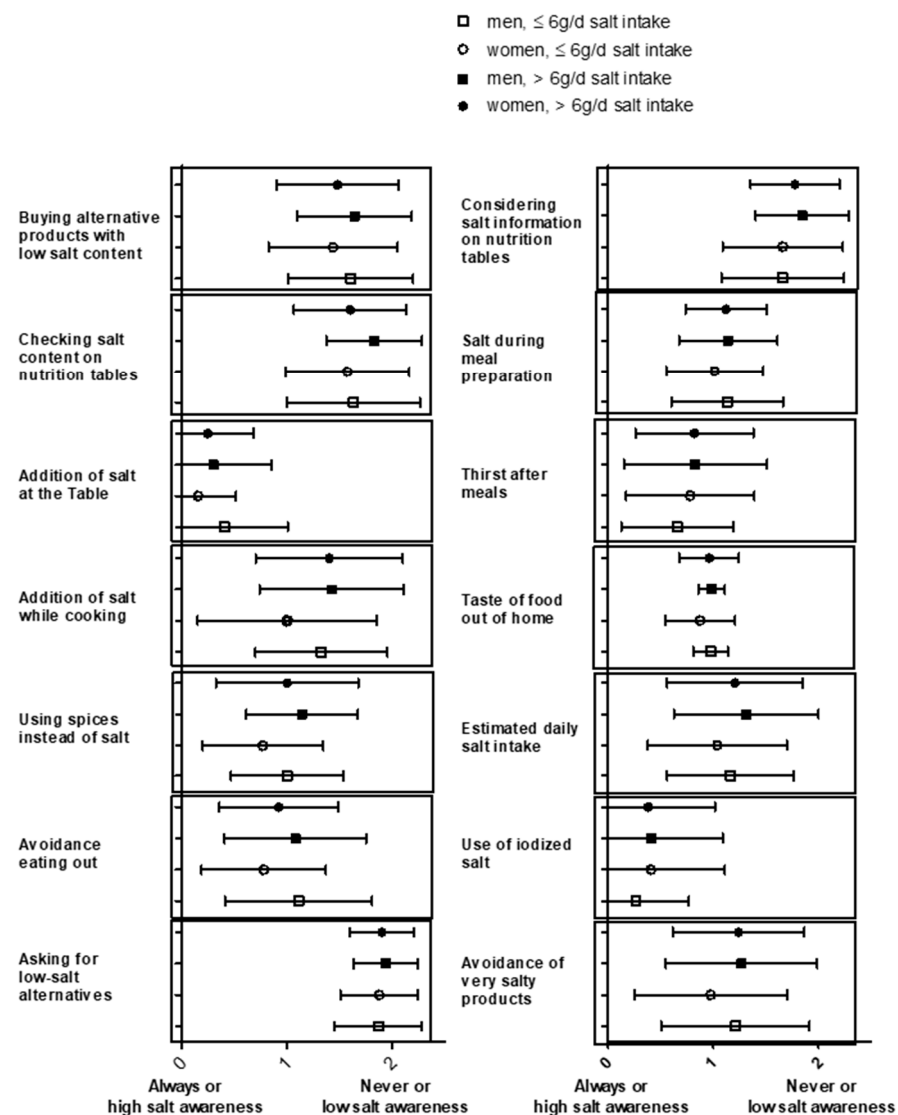 men, ≤ 6g/d salt intake
women, ≤ 6g/d salt intake
men, > 6g/d salt intake
women, > 6g/d salt intake
Buying alternative
products with
low salt content
Checking salt
content on
nutrition tables
Addition of salt
at the Table
Addition of salt
while cooking
Using spices
instead of salt
Avoidance
eating out
Asking for
low-salt
alternatives
0 1 2
Always or
high salt awareness
Never or
low salt awareness
Considering
salt information
on nutrition
tables
Salt during
meal
preparation
Thirst after
meals
Taste of food
out of home
Estimated daily
salt intake
Use of iodized
salt
Avoidance of
very salty
products
0 1 2
Always or
high salt awareness
Never or
low salt awareness